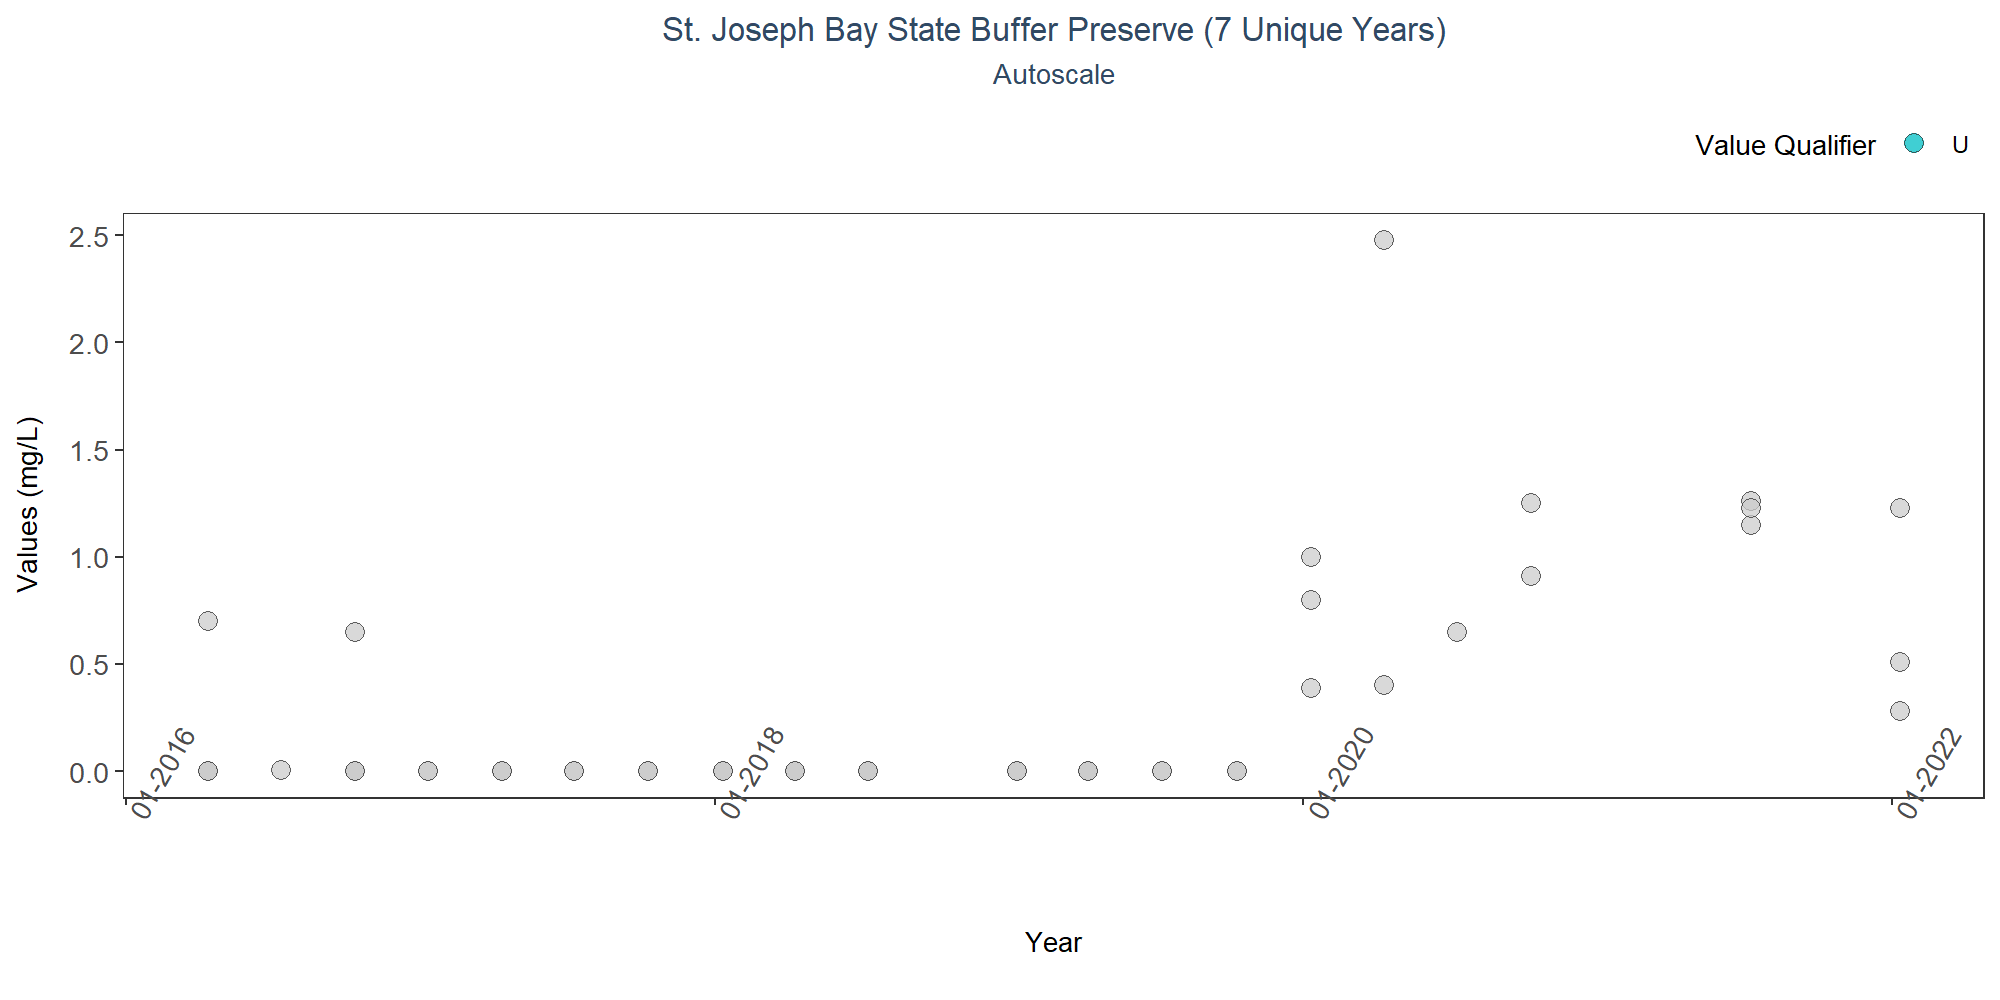 St. Joseph Bay State Buffer Preserve (7 Unique Years)
Autoscale
Value Qualifier U
2.5
2.0
1.5
1.0
0.5
0.0
Values (mg/L)
01-2016
01-2018
01-2020
01-2022
Year